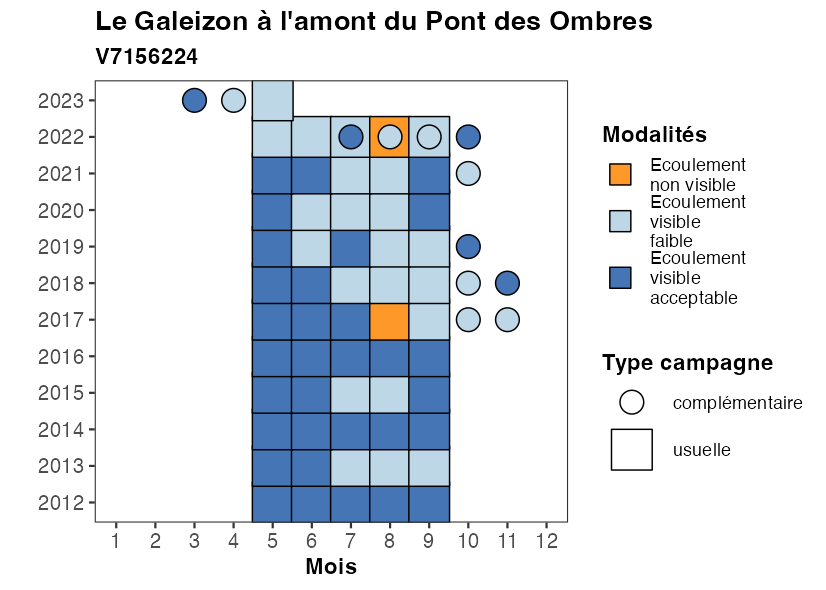 Le Galeizon à l'amont du Pont des Ombres
V7156224
2023
2022
2021
2020
2019
2018
2017
2016
2015
2014
2013
2012
1 2 3 4 5 6 7 8 9 10 11 12
Mois
Modalités
Ecoulement
non visible
Ecoulement
visible
faible
Ecoulement
visible
acceptable
Type campagne
complémentaire
usuelle